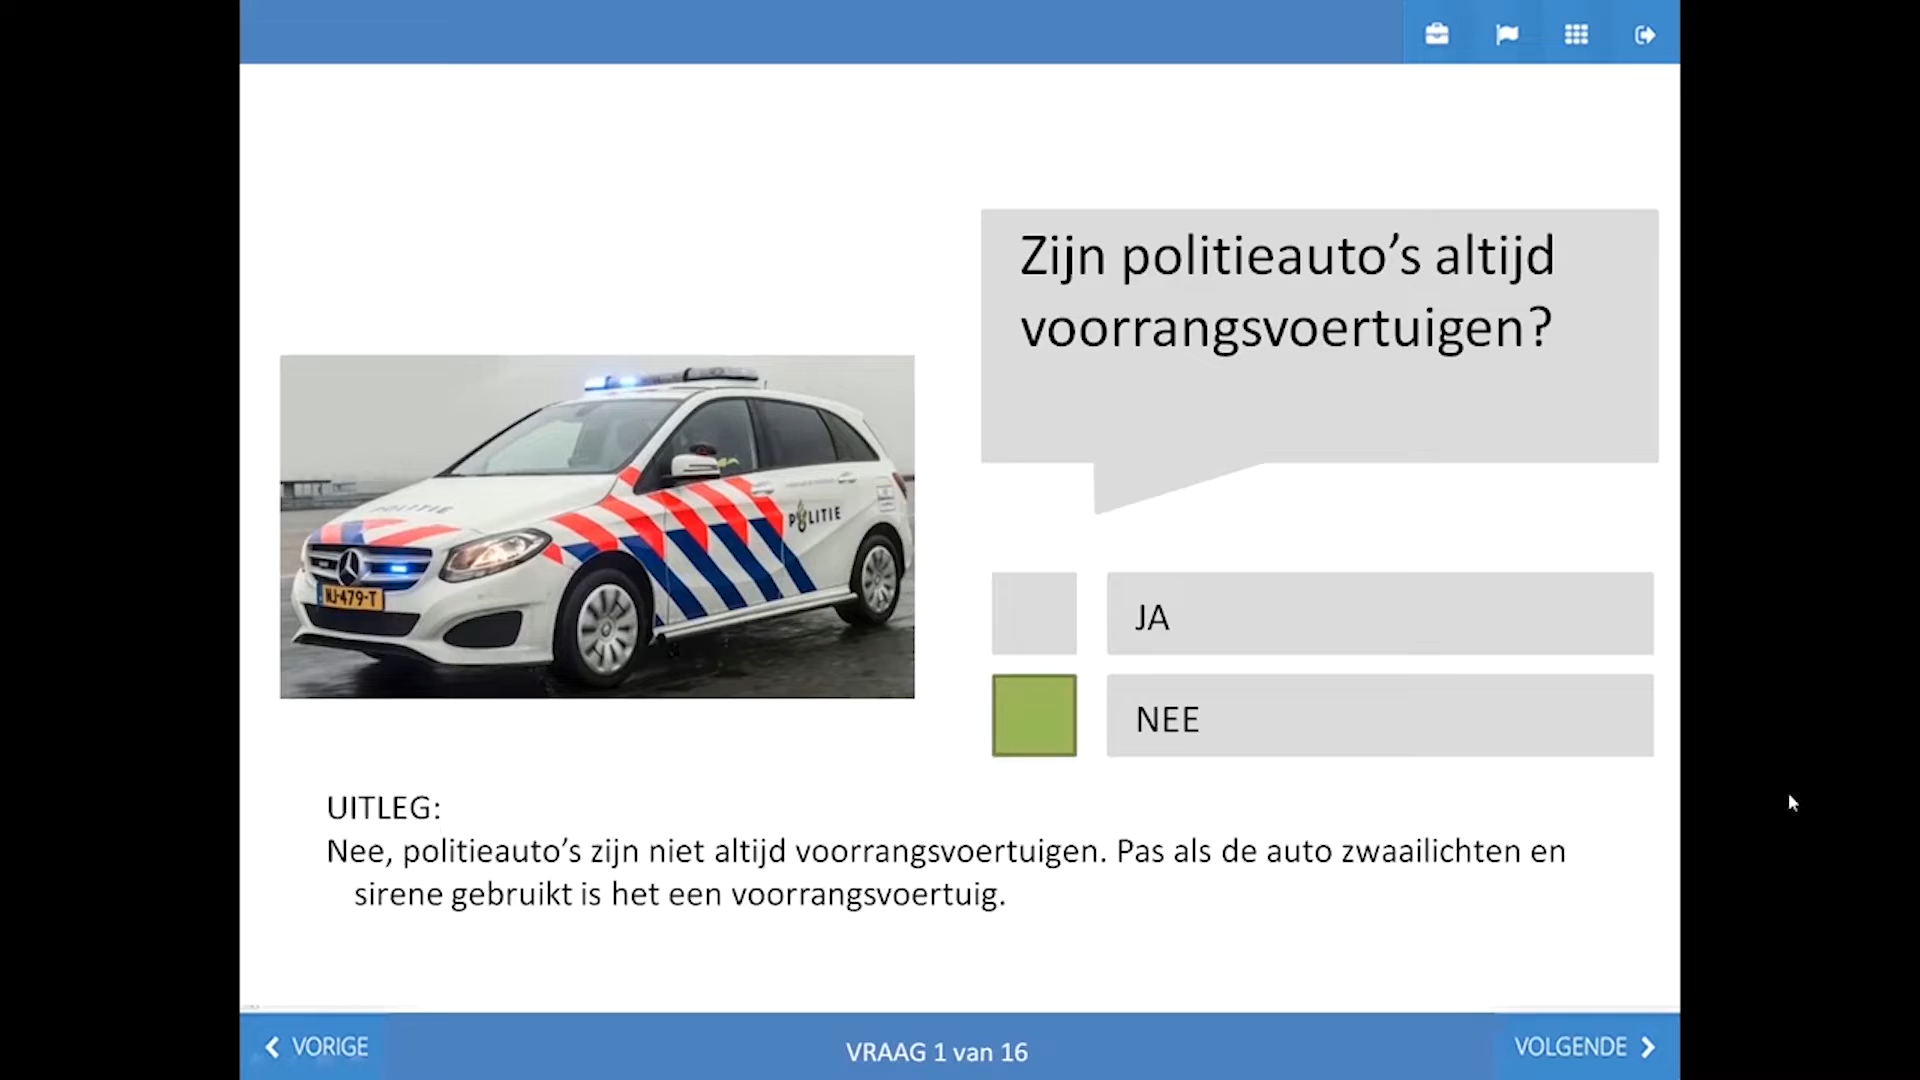 Zijn politieauto’s altijd
voorrangsvoertuigen?
POLITIE
POLITIE
NJ-479-T
JA
NEE
UITLEG:
Nee, politieauto’s zijn niet altijd voorrangsvoertuigen. Pas als de auto zwaailichten en
sirene gebruikt is het een voorrangsvoertuig.
VORIGE
VRAAG 1 van 16
VOLGENDE